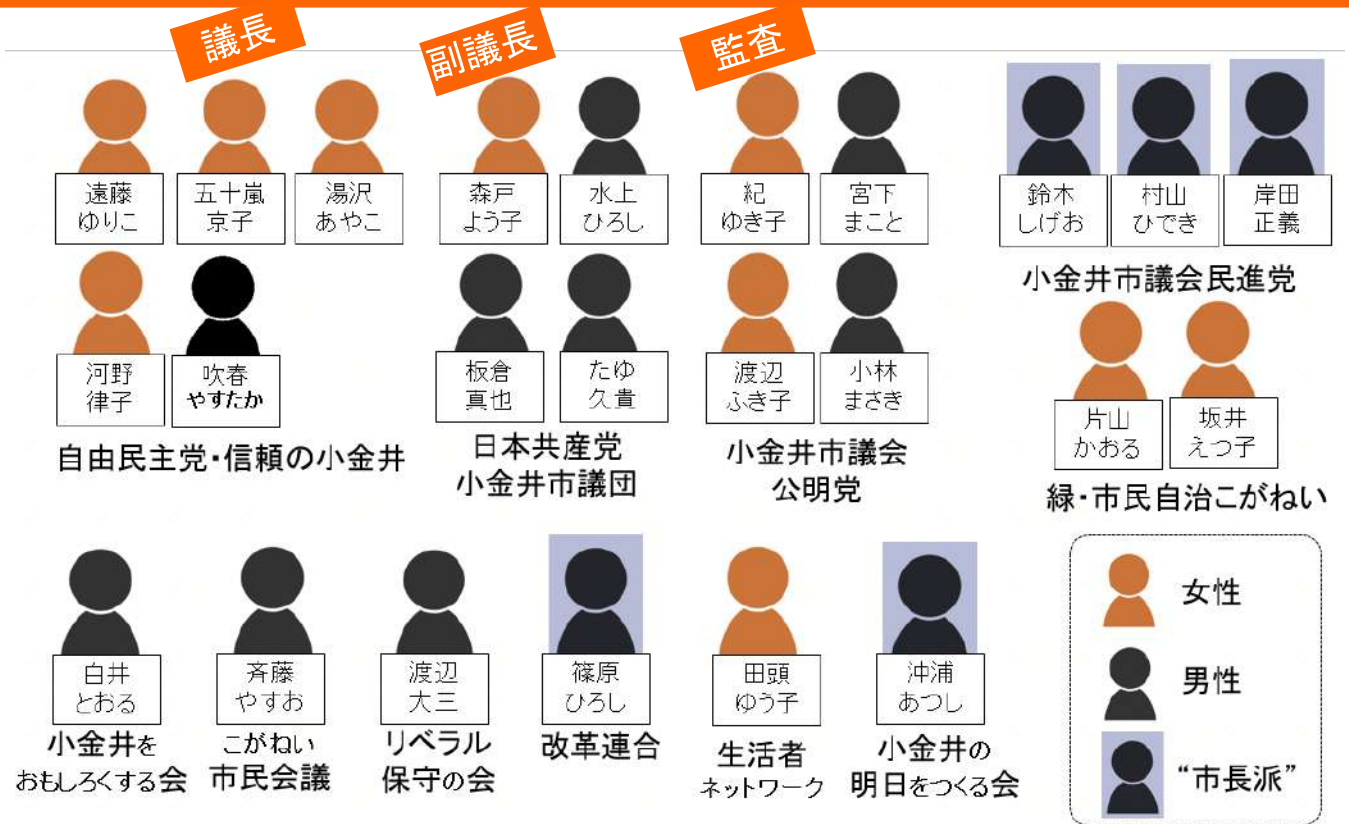 議長
副議長
監査
遠藤
ゆりこ
五十嵐
京子
湯沢
あやこ
森戸
よう子
水上
ひろし
紀
ゆき子
宮下
まこと
鈴木
しげお
村山
ひでき
岸田
正義
小金井市議会民進党
河野
律子
吹春
やすたか
自由民主党・信頼の小金井
板倉
真也
たゆ
久貴
日本共産党
小金井市議団
渡辺
ふき子
小林
まさき
小金井市議会
公明党
片山
かおる
坂井
えつ子
緑・市民自治こがねい
白井
とおる
小金井を
おもしろくする会
斉藤
やすお
こがねい
市民会議
渡辺
大三
リベラル
保守の会
篠原
ひろし
改革連合
田頭
ゆう子
生活者
ネットワーク
沖浦
あつし
小金井の
明日をつくる会
女性
男性
“市長派”